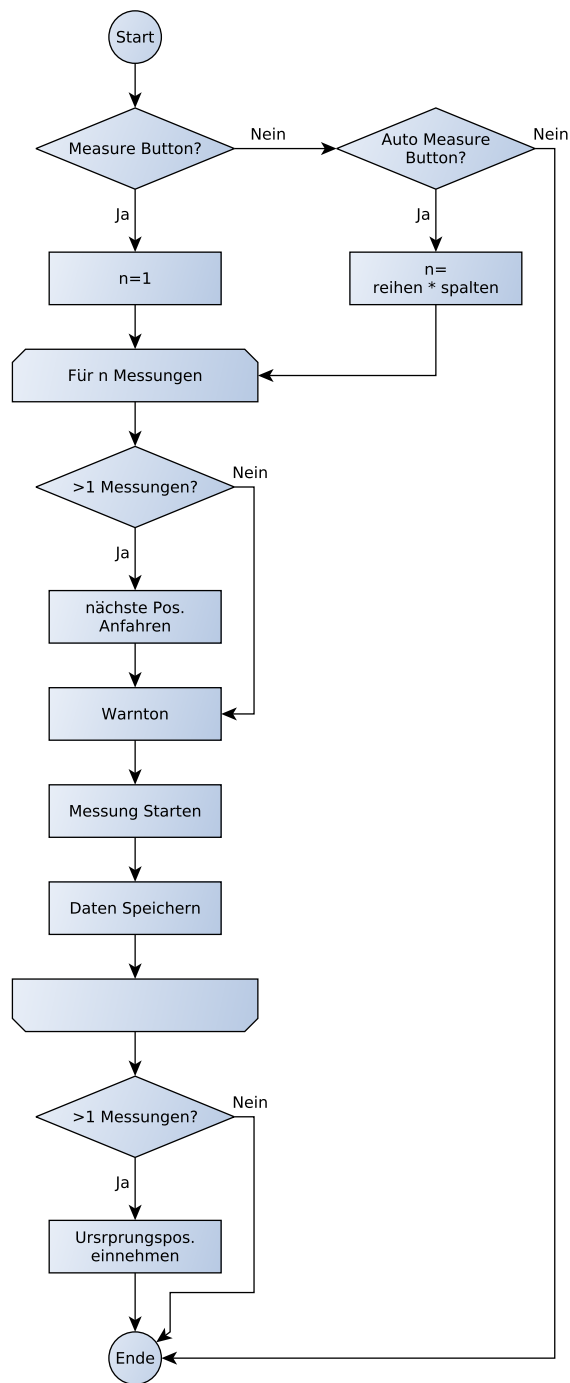 Start
Measure Button?
Nein
Auto Measure
Button?
Nein
Ja
Ja
n=1
n=
reihen * spalten
Für n Messungen
>1 Messungen?
Nein
Ja
nächste Pos.
Anfahren
Warnton
Messung Starten
Daten Speichern
>1 Messungen?
Nein
Ja
Ursrprungspos.
einnehmen
Ende